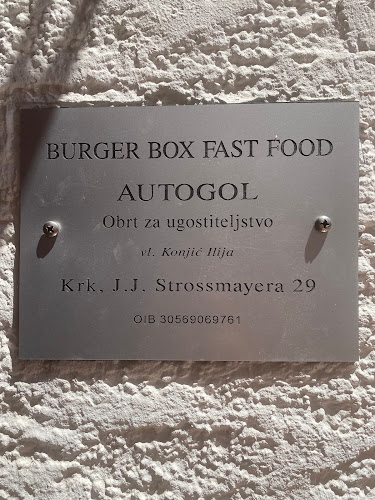 BURGER BOX FAST FOOD
AUTOGOL
Obrt za ugostiteljstvo
vl. Konjić Ilija
Krk, J.J. Strossmayera 29
OIB 30569069761